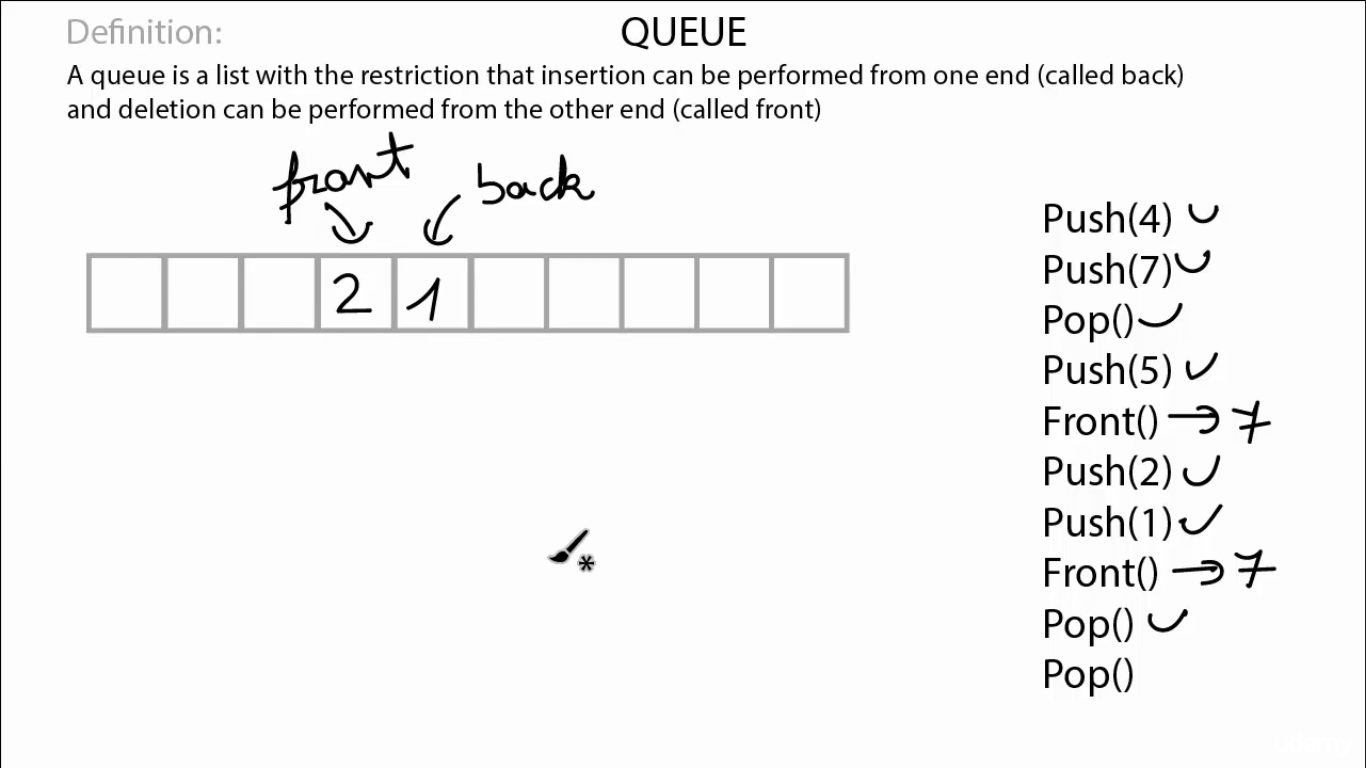 Definition:
QUEUE
A queue is a list with the restriction that insertion can be performed from one end (called back)
and deletion can be performed from the other end (called front)
front
back
2 1
Push(4)
Push(7)
Pop()
Push(5)
Front() → 7
Push(2)
Push(1)
Front() → 7
Pop()
Pop()
Udemy